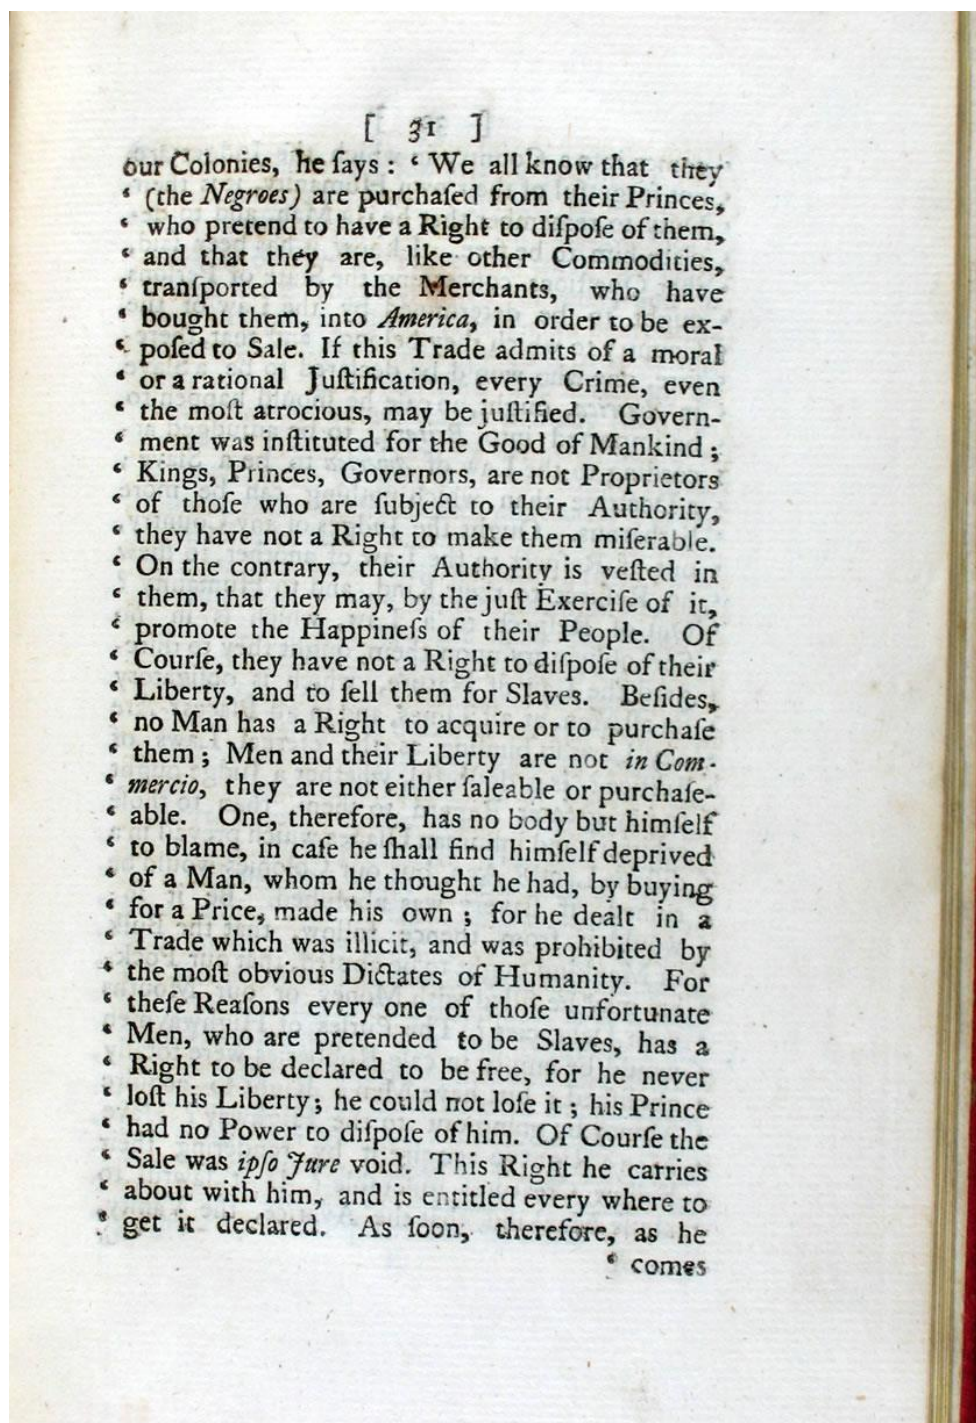 [ 31 ]
our Colonies, he ſays : ‘ We all know that they
‘ (the Negroes) are purchaſed from their Princes,
‘ who pretend to have a Right to diſpoſe of them,
‘ and that they are, like other Commodities,
‘ tranſported by the Merchants, who have
‘ bought them, into America, in order to be ex-
‘ poſed to Sale. If this Trade admits of a moral
‘ or a rational Juſtification, every Crime, even
‘ the moſt atrocious, may be juſtified. Govern-
‘ ment was inſtituted for the Good of Mankind ;
‘ Kings, Princes, Governors, are not Proprietors
‘ of thoſe who are ſubject to their Authority,
‘ they have not a Right to make them miſerable.
‘ On the contrary, their Authority is veſted in
‘ them, that they may, by the juſt Exerciſe of it,
‘ promote the Happineſs of their People. Of
‘ Courſe, they have not a Right to diſpoſe of their
‘ Liberty, and to ſell them for Slaves. Beſides,
‘ no Man has a Right to acquire or to purchaſe
‘ them ; Men and their Liberty are not in Com-
‘ mercio, they are not either ſaleable or purchaſe-
‘ able. One, therefore, has no body but himſelf
‘ to blame, in caſe he ſhall find himſelf deprived
‘ of a Man, whom he thought he had, by buying
‘ for a Price, made his own ; for he dealt in a
‘ Trade which was illicit, and was prohibited by
‘ the moſt obvious Dictates of Humanity. For
‘ theſe Reaſons every one of thoſe unfortunate
‘ Men, who are pretended to be Slaves, has a
‘ Right to be declared to be free, for he never
‘ loſt his Liberty ; he could not loſe it ; his Prince
‘ had no Power to diſpoſe of him. Of Courſe the
‘ Sale was ipſo Jure void. This Right he carries
‘ about with him, and is entitled every where to
‘ get it declared. As ſoon, therefore, as he
‘ comes